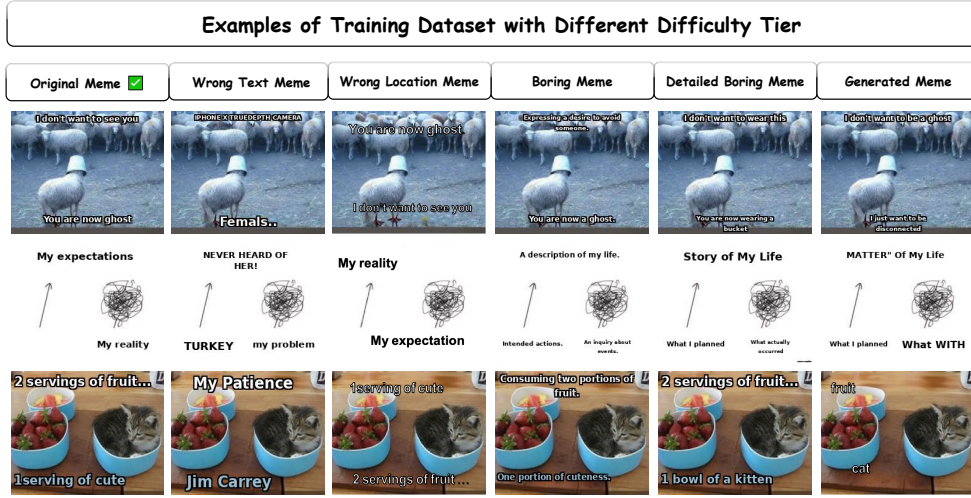 Examples of Training Dataset with Different Difficulty Tier
Original Meme ✅
Wrong Text Meme
Wrong Location Meme
Boring Meme
Detailed Boring Meme
Generated Meme
I don't want to see you
You are now ghost
IPHONE X TRUEDEPTH CAMERA
Femals..
You are now ghost
I don't want to see you
Expressing a desire to avoid
someone.
You are now a ghost.
I don't want to wear this
You are now wearing a
bucket
I don't want to be a ghost
I just want to be
disconnected
My expectations
My reality
NEVER HEARD OF
HER!
TURKEY
my problem
My reality
My expectation
A description of my life.
Intended actions.
An inquiry about
events.
Story of My Life
What I planned
What actually
occurred
MATTER" Of My Life
What I planned
What WITH
2 servings of fruit...
1serving of cute
My Patience
Jim Carrey
1serving of cute
2 servings of fruit...
Consuming two portions of
fruit.
One portion of cuteness.
2 servings of fruit...
1 bowl of a kitten
fruit
cat